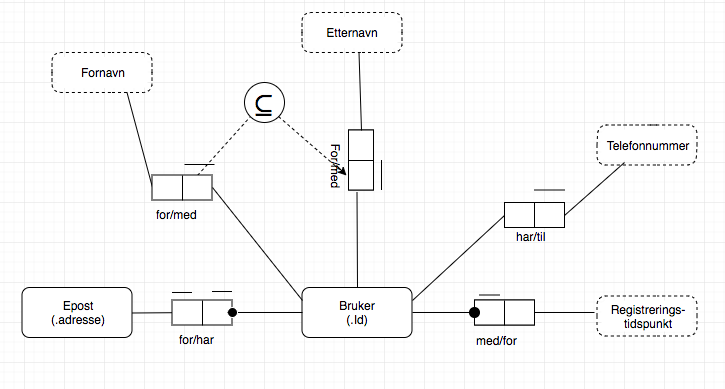 Etternavn
Fornavn
⊆
For/med
Telefonnummer
for/med
har/til
Epost
(.adresse)
Bruker
(.Id)
Registrerings-
tidspunkt
for/har
med/for